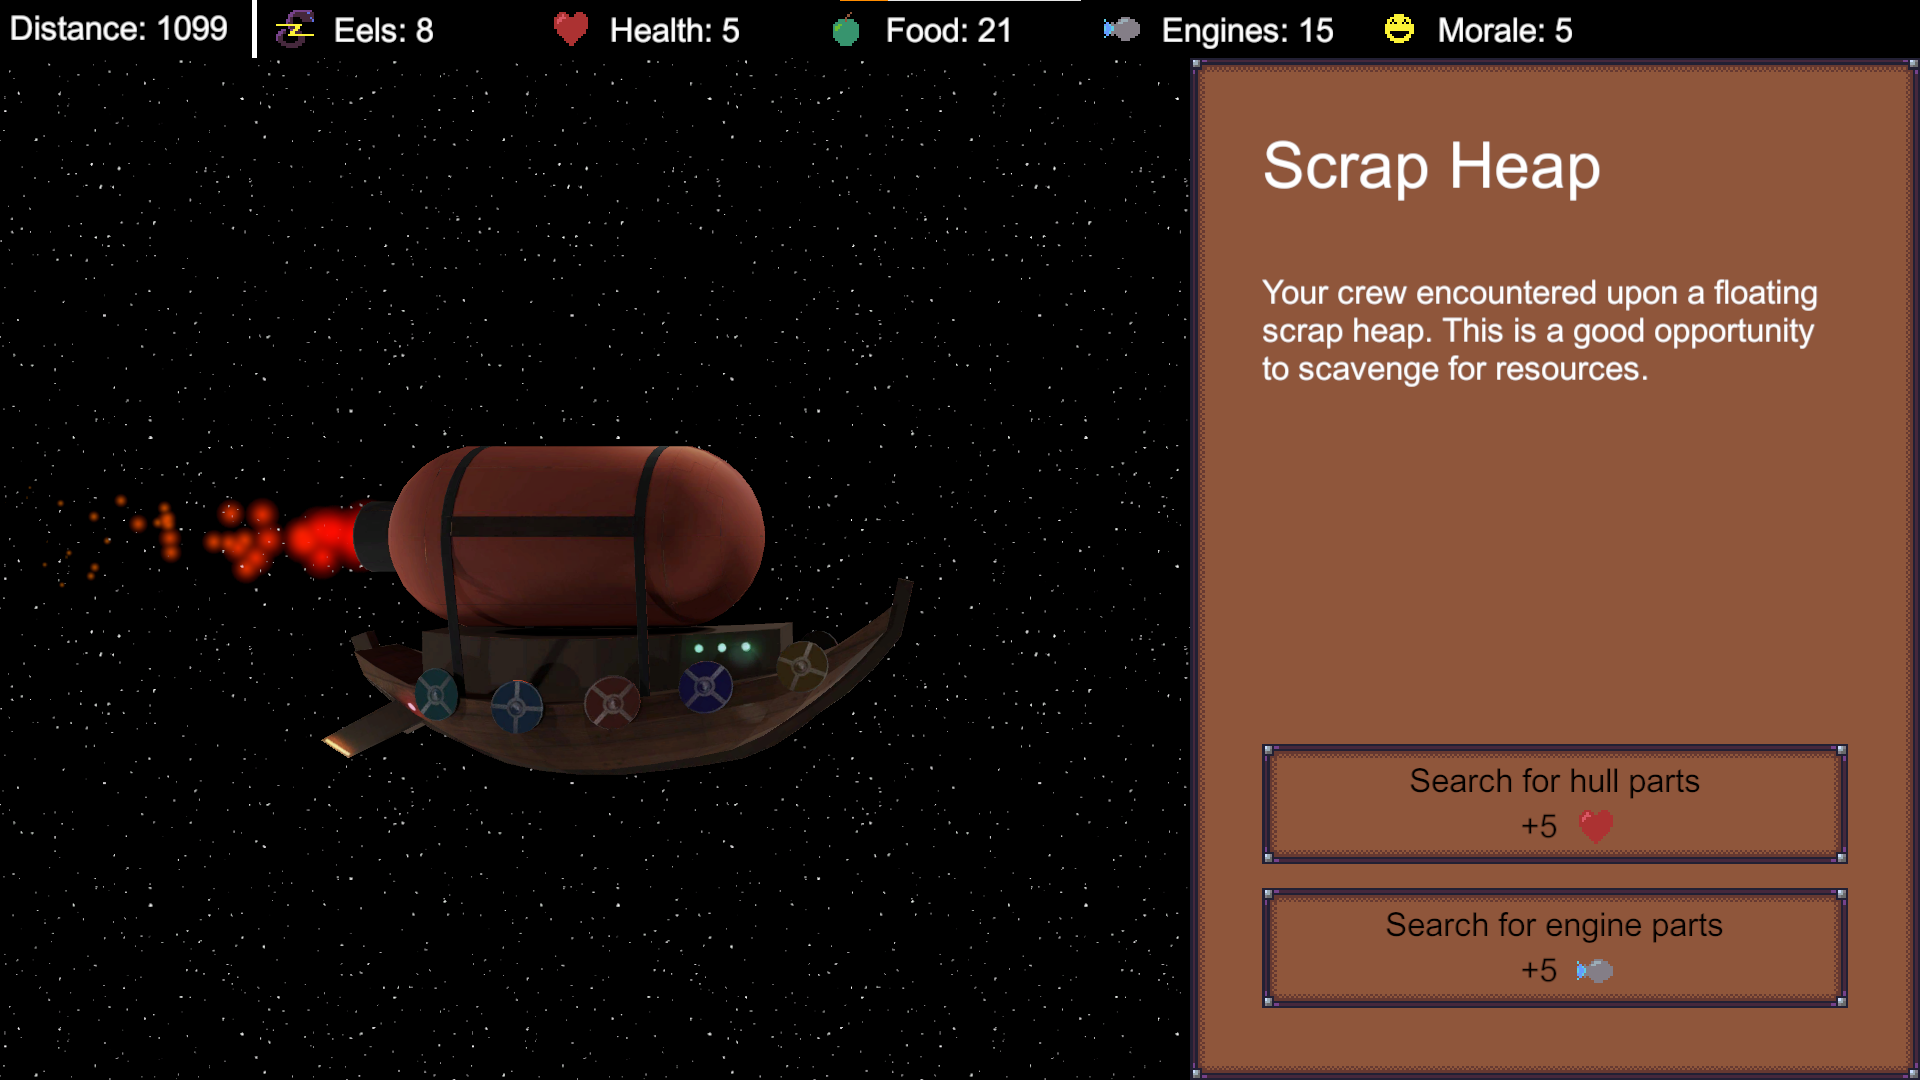 Distance: 1099 Eels: 8 Health: 5 Food: 21 Engines: 15 Morale: 5
Scrap Heap
Your crew encountered upon a floating
scrap heap. This is a good opportunity
to scavenge for resources.
Search for hull parts
+5
Search for engine parts
+5